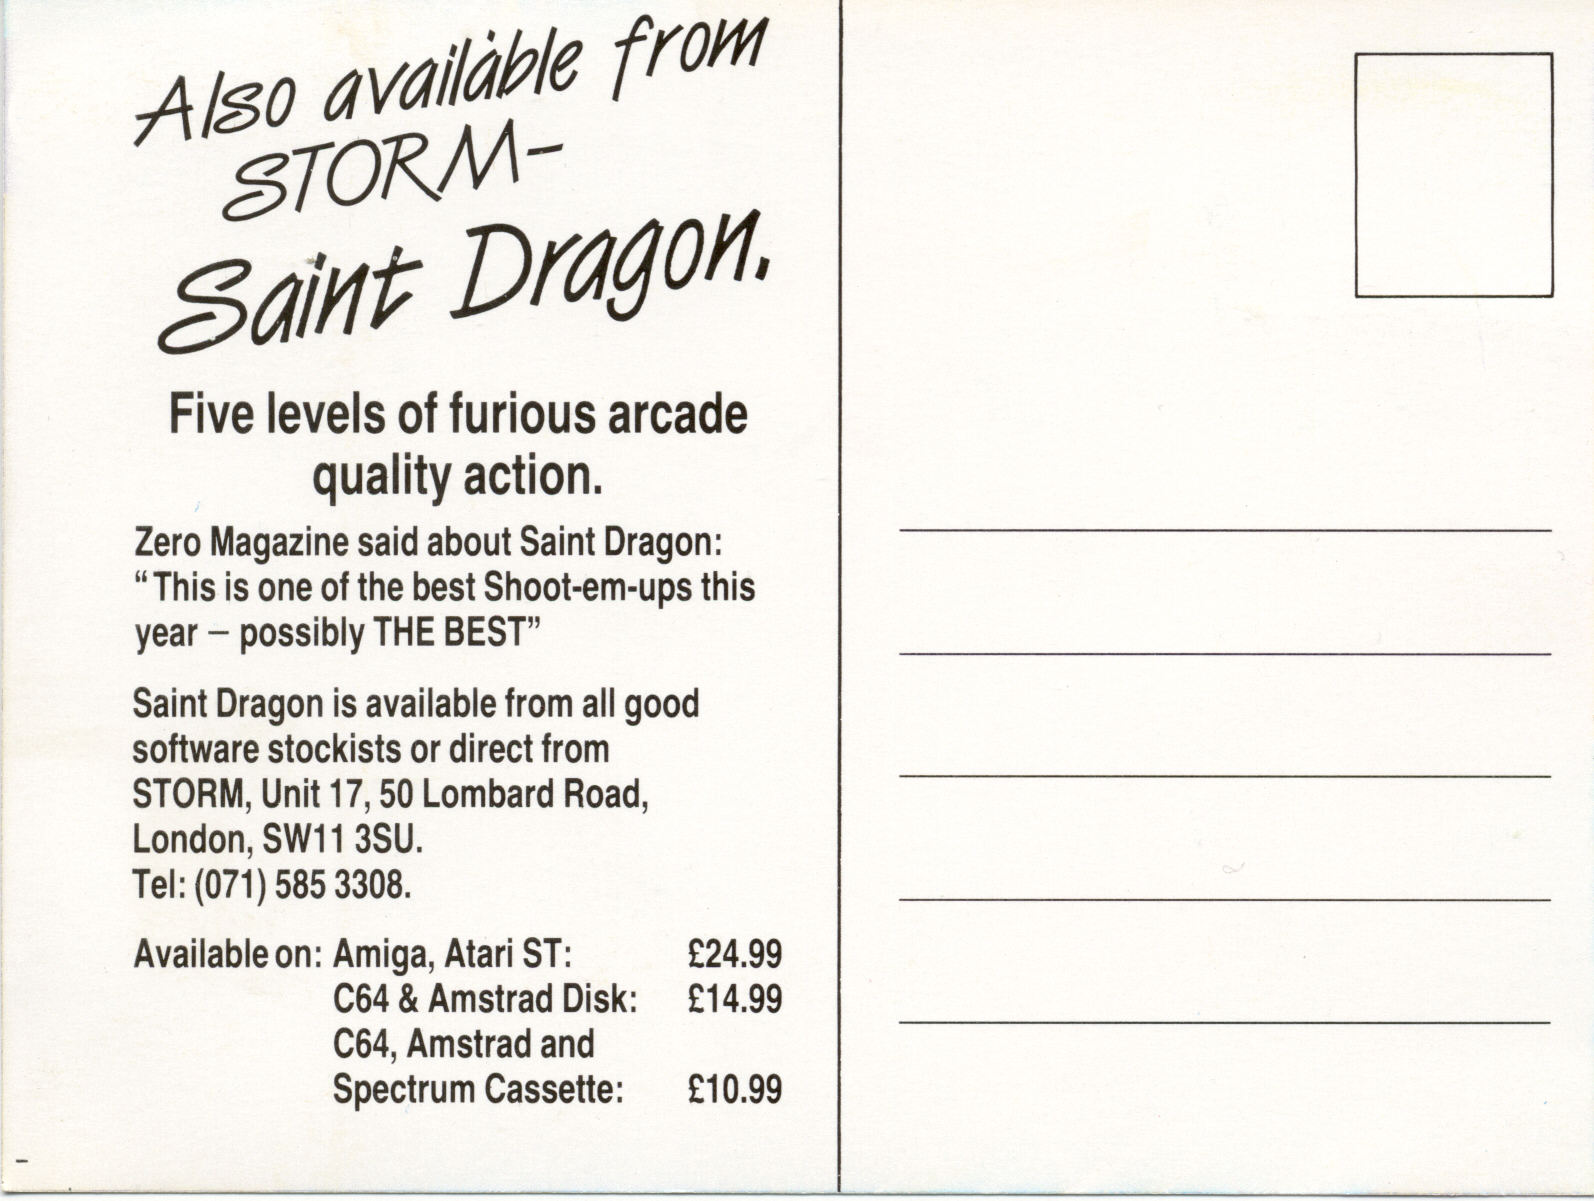 Also available from
STORM-
Saint Dragon.
Five levels of furious arcade
quality action.
Zero Magazine said about Saint Dragon:
“This is one of the best Shoot-em-ups this
year – possibly THE BEST”
Saint Dragon is available from all good
software stockists or direct from
STORM, Unit 17, 50 Lombard Road,
London, SW11 3SU.
Tel: (071) 585 3308.
Available on: Amiga, Atari ST: £24.99
C64 & Amstrad Disk: £14.99
C64, Amstrad and
Spectrum Cassette: £10.99